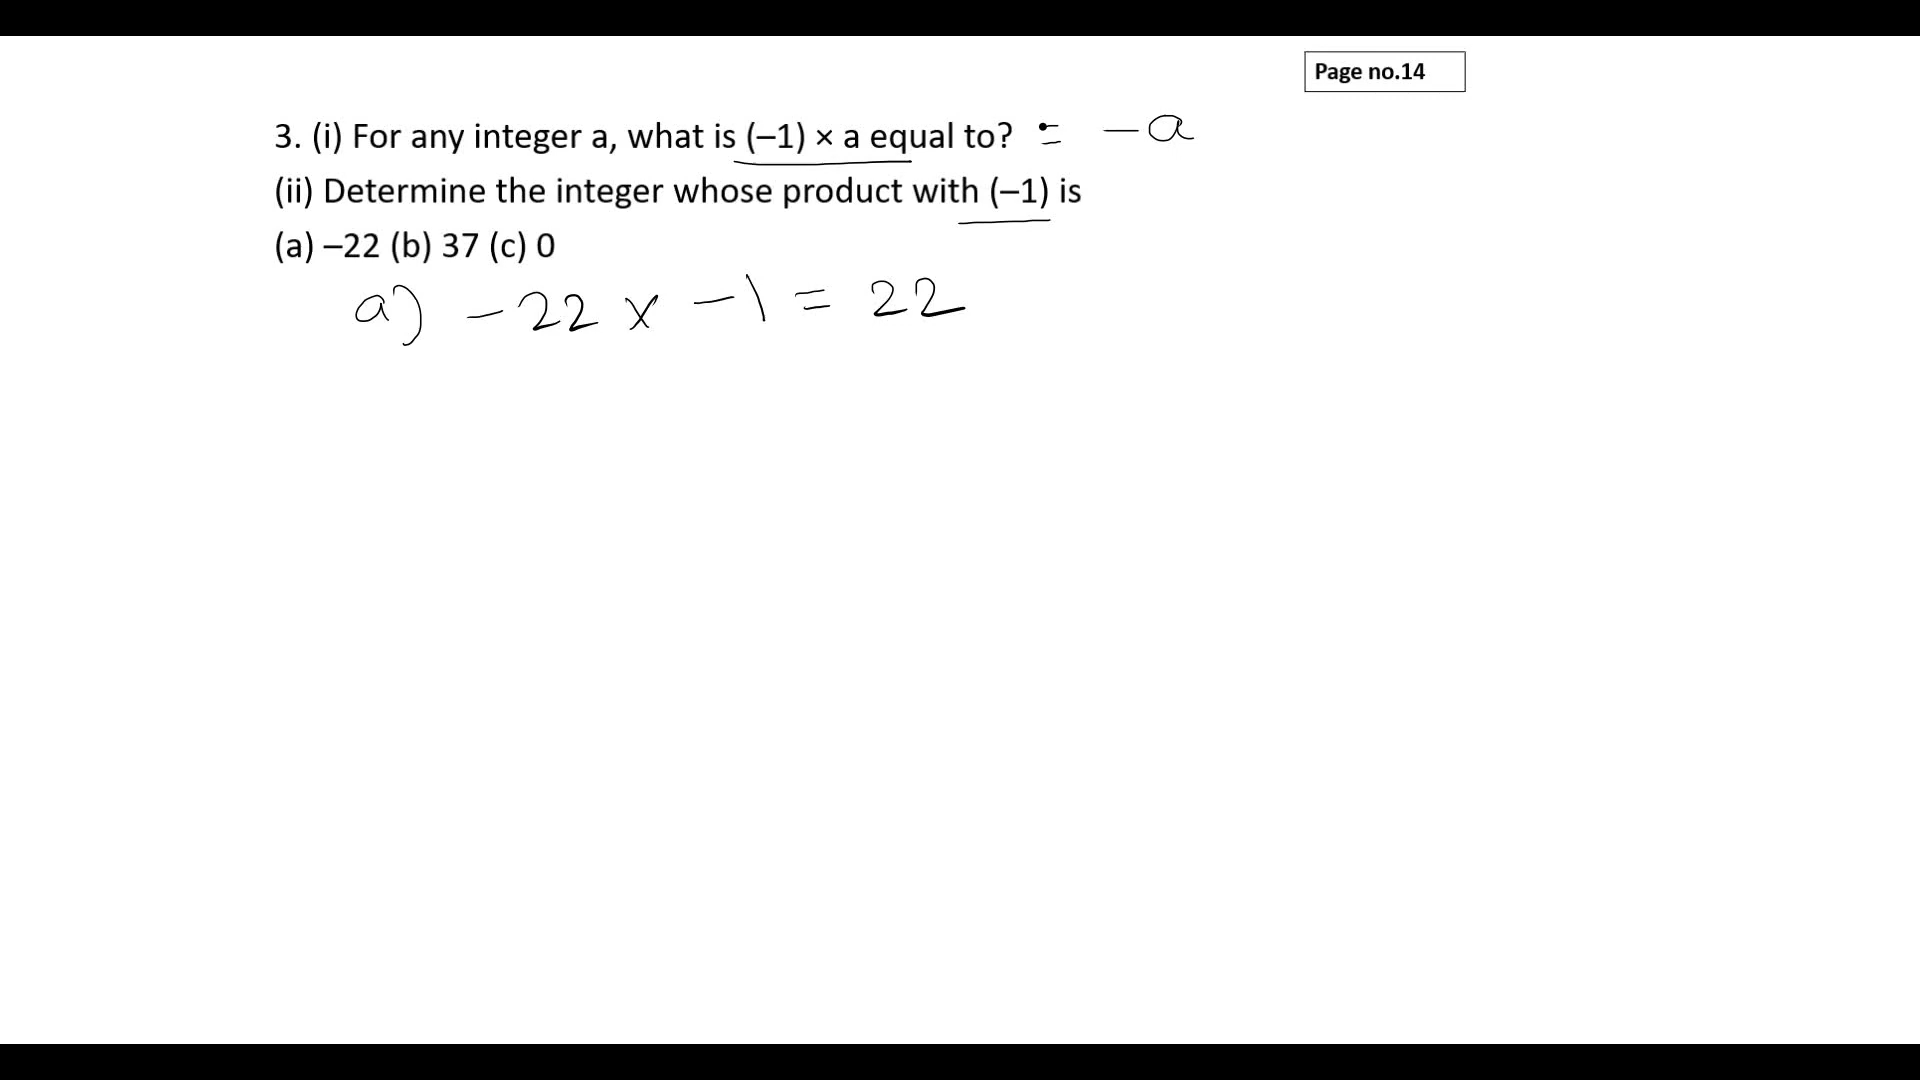 Page no.14
3. (i) For any integer a, what is (–1) × a equal to? = – a
(ii) Determine the integer whose product with (–1) is
(a) –22 (b) 37 (c) 0
a) - 22 x - 1 = 22